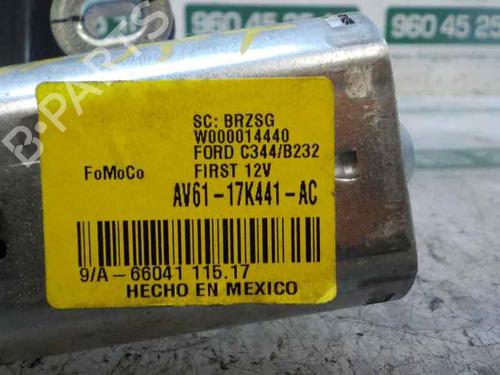 B-PARTS
960 45 25
960 45 25
SC: BRZSG
W000014440
FORD C344/B232
FoMoCo FIRST 12V
AV61-17K441-AC
9/A-66041 115.17
HECHO EN MEXICO